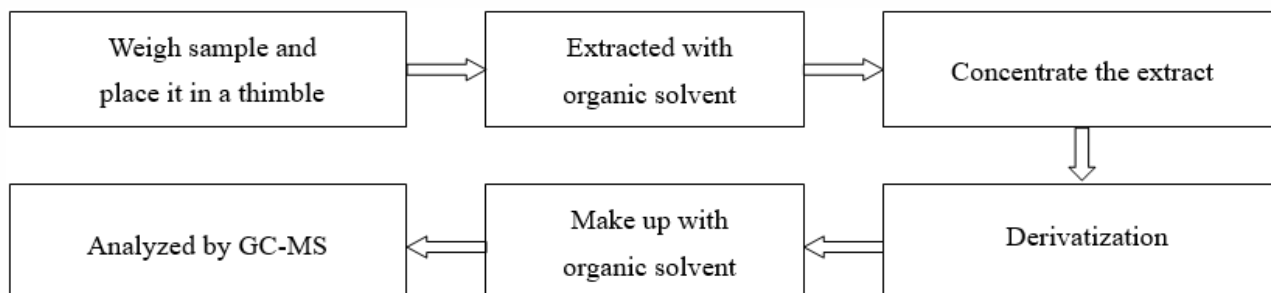 Weigh sample and
place it in a thimble
Extracted with
organic solvent
Concentrate the extract
Derivatization
Make up with
organic solvent
Analyzed by GC-MS